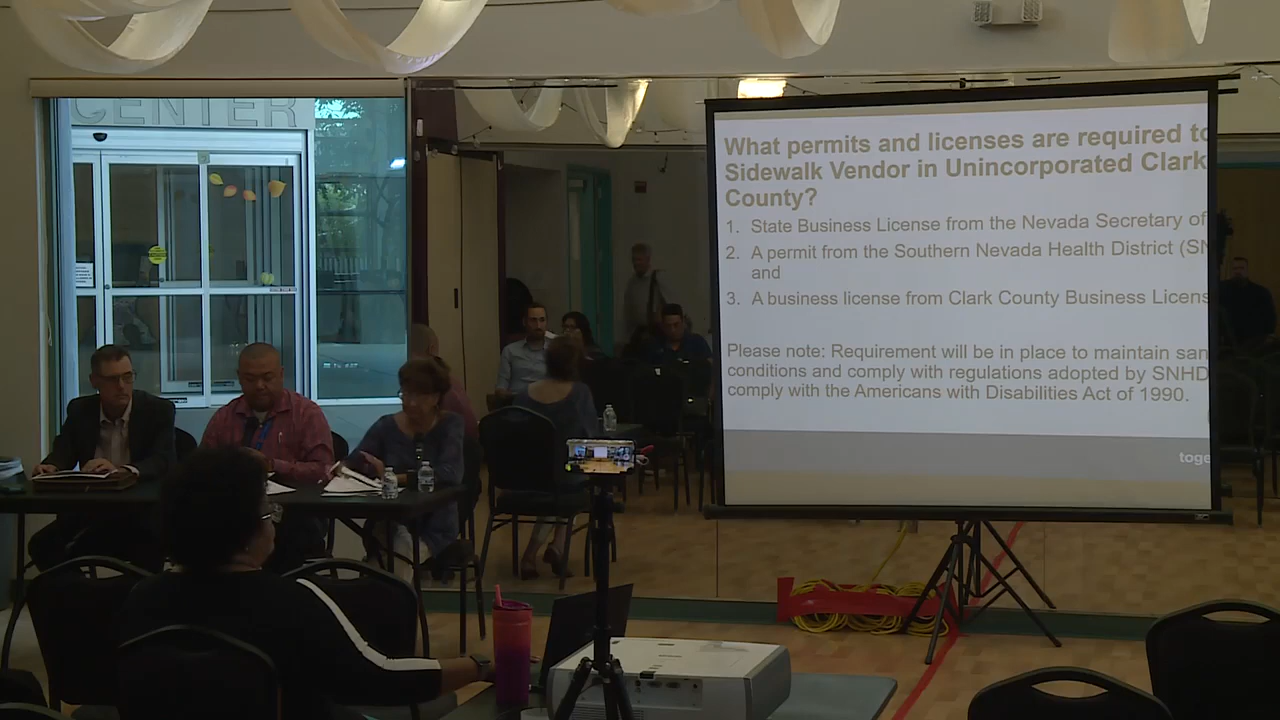 CENTER
What permits and licenses are required to
Sidewalk Vendor in Unincorporated Clark
County?
1. State Business License from the Nevada Secretary of
2. A permit from the Southern Nevada Health District (SN
and
3. A business license from Clark County Business Licens
Please note: Requirement will be in place to maintain san
conditions and comply with regulations adopted by SNHD
comply with the Americans with Disabilities Act of 1990.
toge